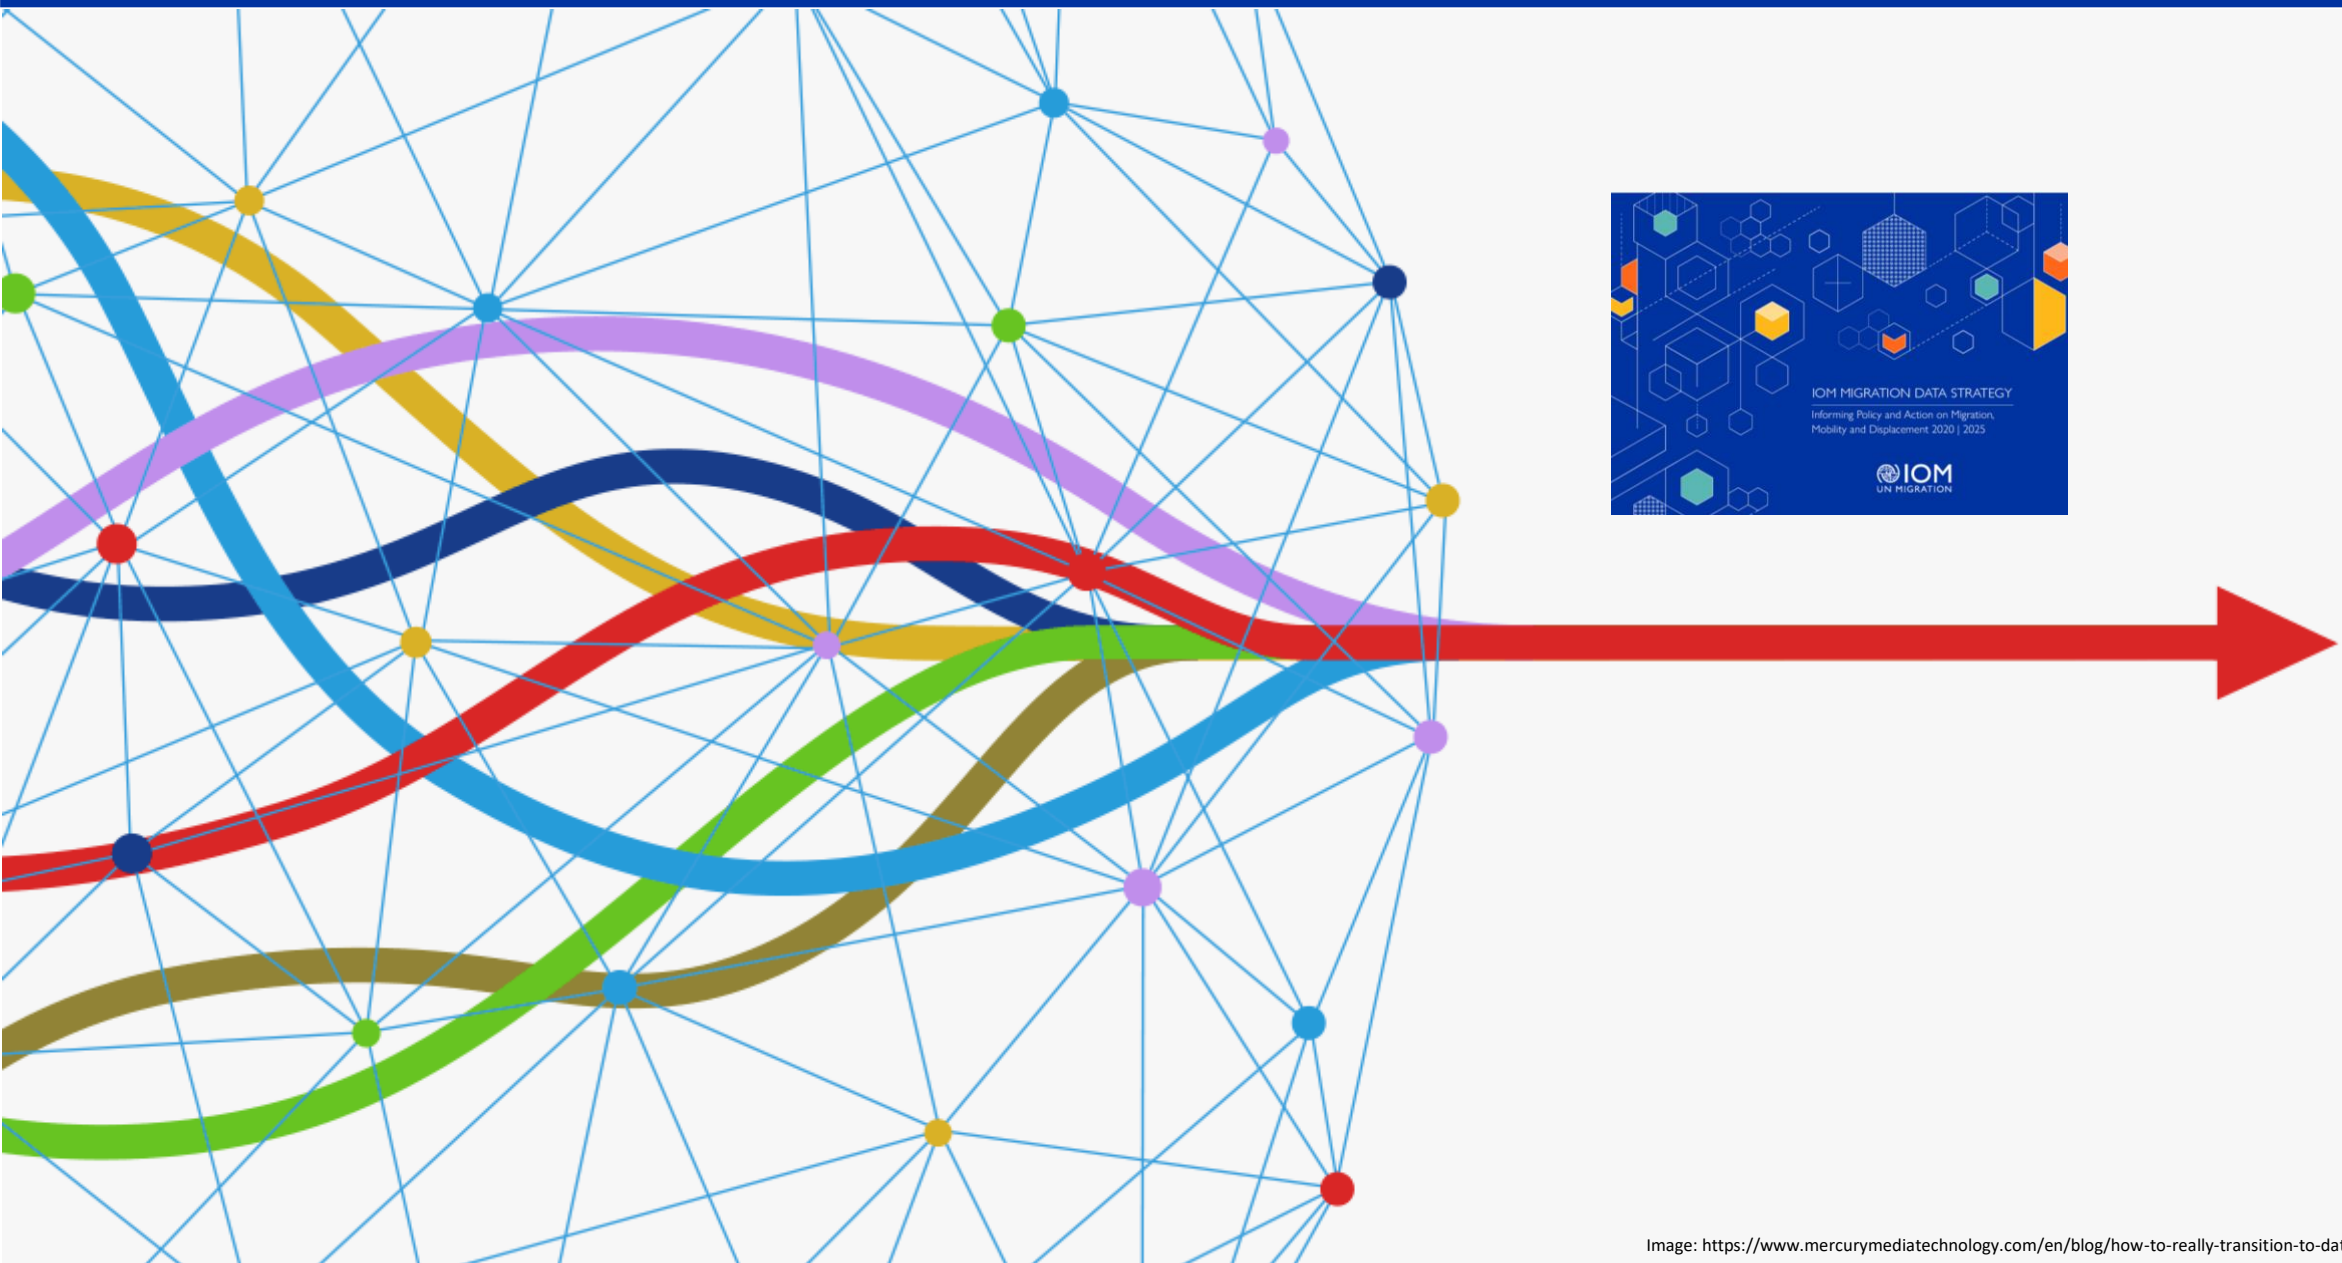 IOM MIGRATION DATA STRATEGY
Informing Policy and Action on Migration,
Mobility and Displacement 2020 | 2025
IOM
UN MIGRATION
Image: https://www.mercurymediatechnology.com/en/blog/how-to-really-transition-to-dat